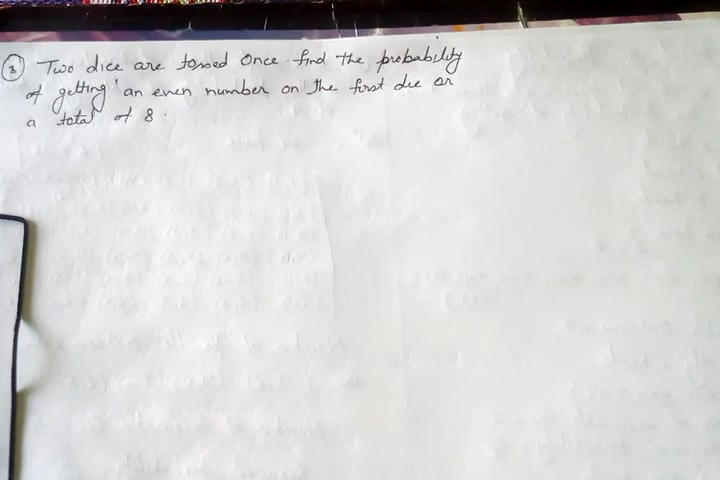 (3) Two dice are tossed once. find the probability
of getting 'an even number on the first die or
a total of 8.